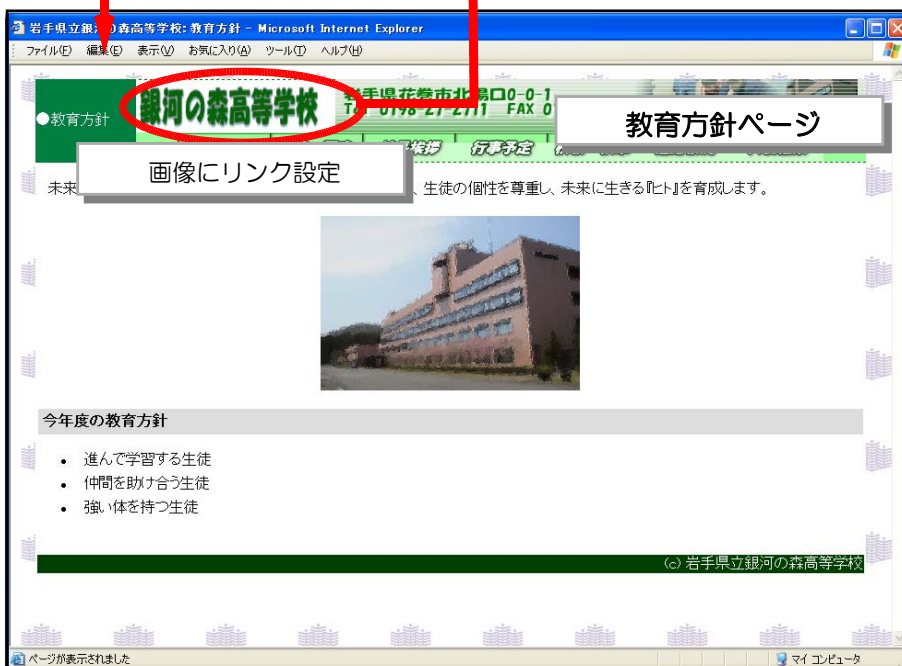 岩手県立銀河の森高等学校: 教育方針 - Microsoft Internet Explorer
ファイル(F) 編集(E) 表示(V) お気に入り(A) ツール(T) ヘルプ(H)
●教育方針
銀河の森高等学校
岩手県花巻市北湯口0-0-1
Tel 0198-27-2711 FAX 0
教育方針ページ
行事予定
画像にリンク設定
未来
、生徒の個性を尊重し、未来に生きる『ヒト』を育成します。
今年度の教育方針
• 進んで学習する生徒
• 仲間を助け合う生徒
• 強い体を持つ生徒
(c) 岩手県立銀河の森高等学校
ページが表示されました
マイ コンピュータ